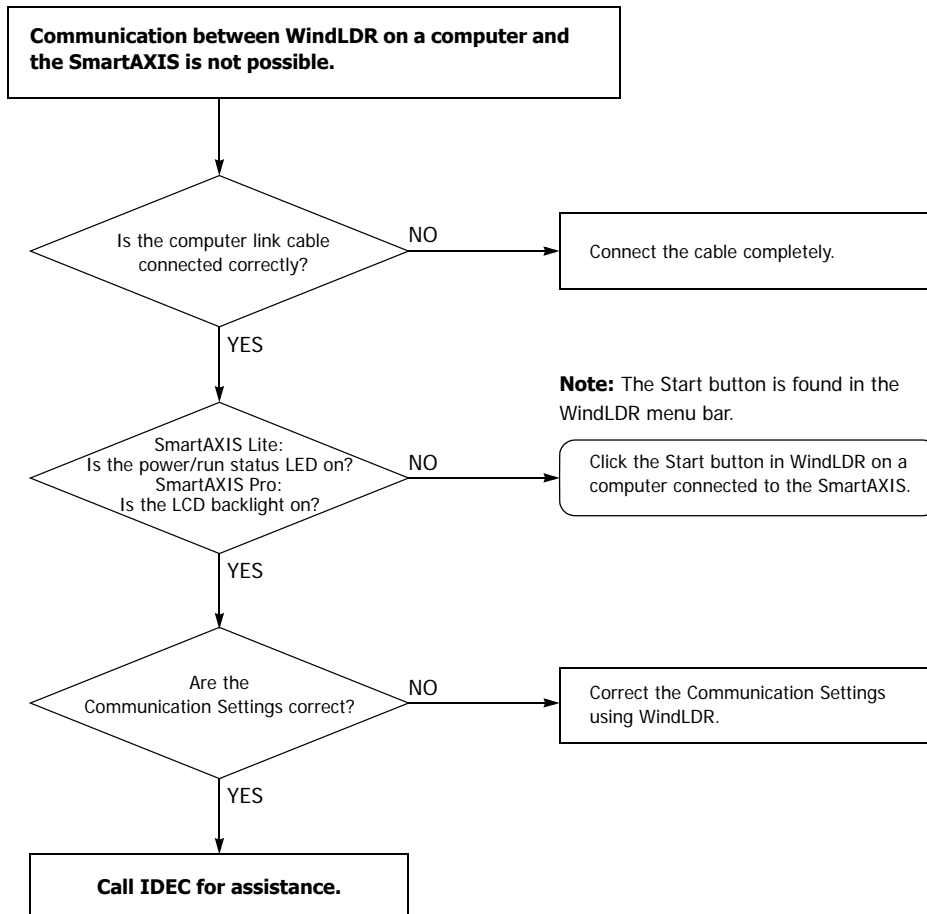 Communication between WindLDR on a computer and
the SmartAXIS is not possible.
Is the computer link cable
connected correctly?
NO
Connect the cable completely.
YES
Note: The Start button is found in the
WindLDR menu bar.
SmartAXIS Lite:
Is the power/run status LED on?
SmartAXIS Pro:
Is the LCD backlight on?
NO
Click the Start button in WindLDR on a
computer connected to the SmartAXIS.
YES
Are the
Communication Settings correct?
NO
Correct the Communication Settings
using WindLDR.
YES
Call IDEC for assistance.